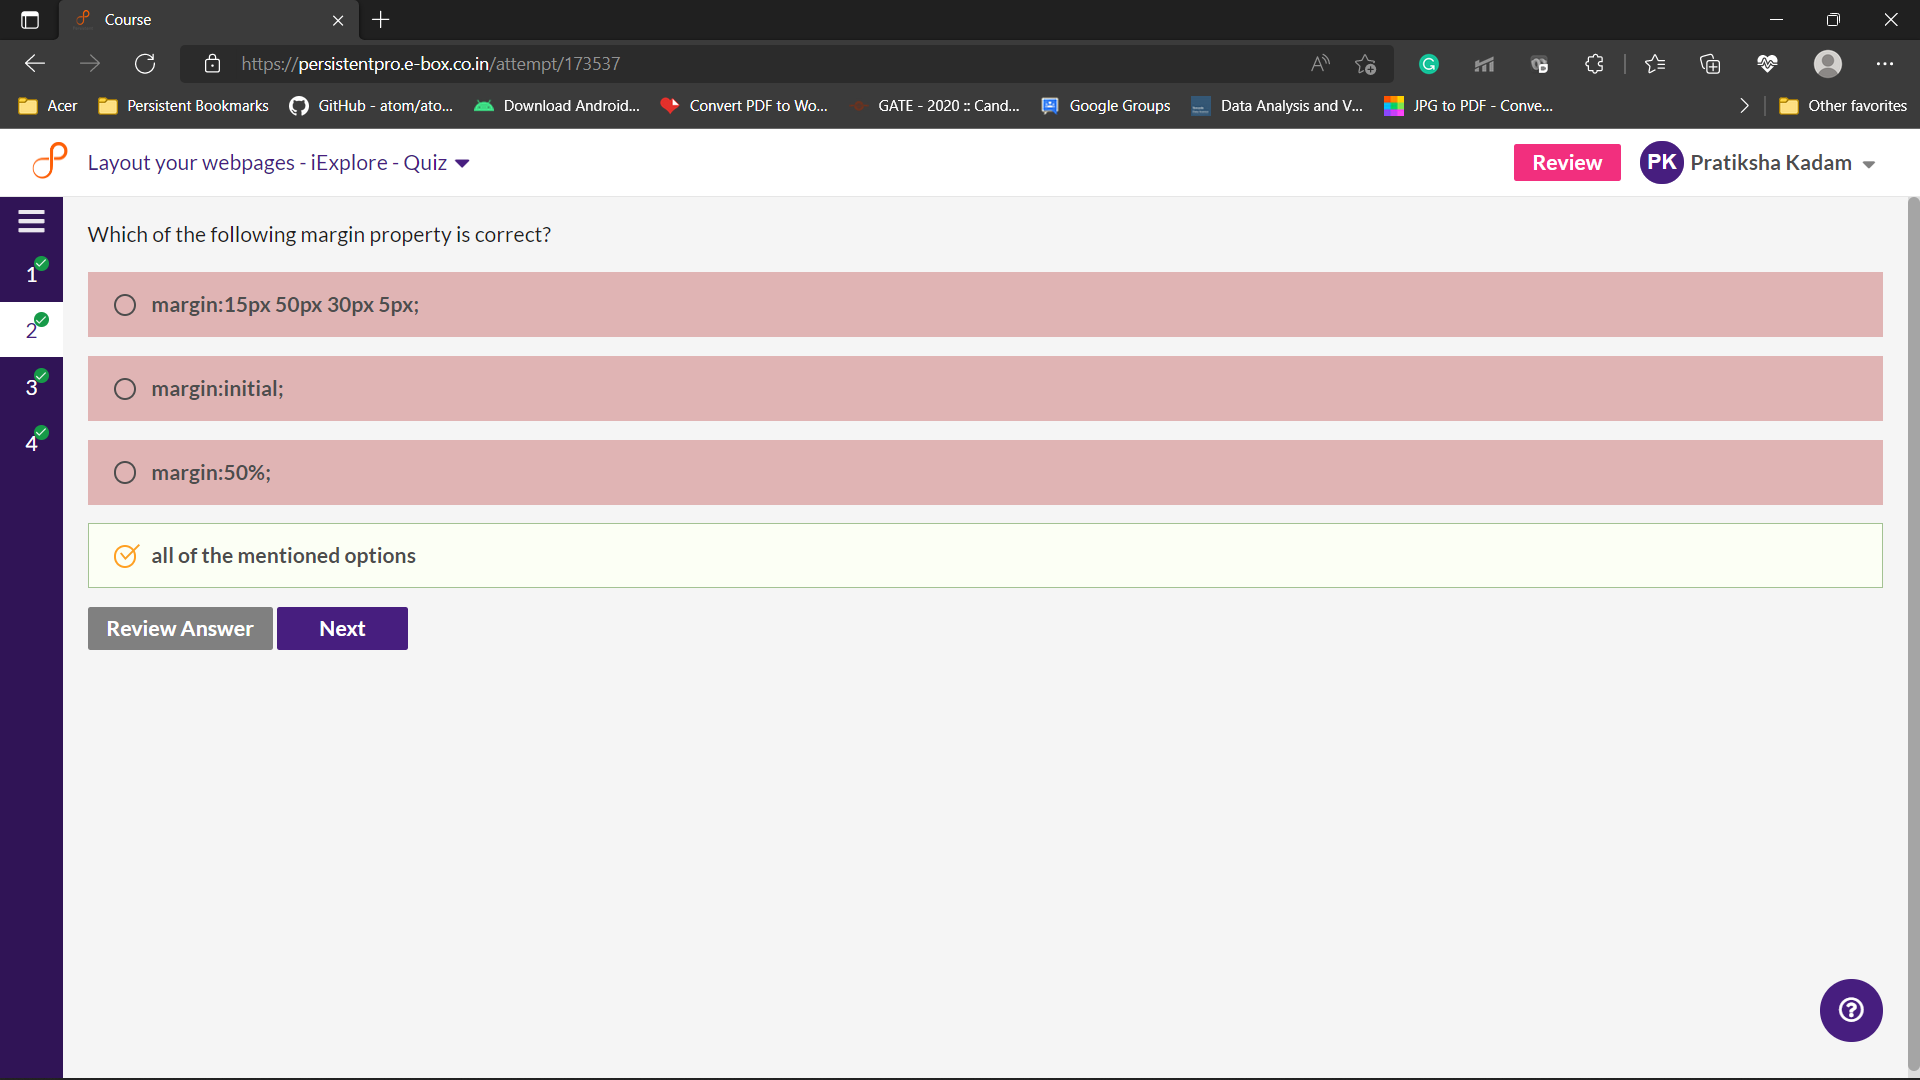 Course
https://persistentpro.e-box.co.in/attempt/173537
Acer
Persistent Bookmarks
GitHub - atom/ato...
Download Android...
Convert PDF to Wo...
GATE - 2020 :: Cand...
Google Groups
Data Analysis and V...
JPG to PDF - Conve...
Other favorites
Layout your webpages - iExplore - Quiz
Review
PK
Pratiksha Kadam
1
2
3
4
Which of the following margin property is correct?
margin:15px 50px 30px 5px;
margin:initial;
margin:50%;
all of the mentioned options
Review Answer
Next